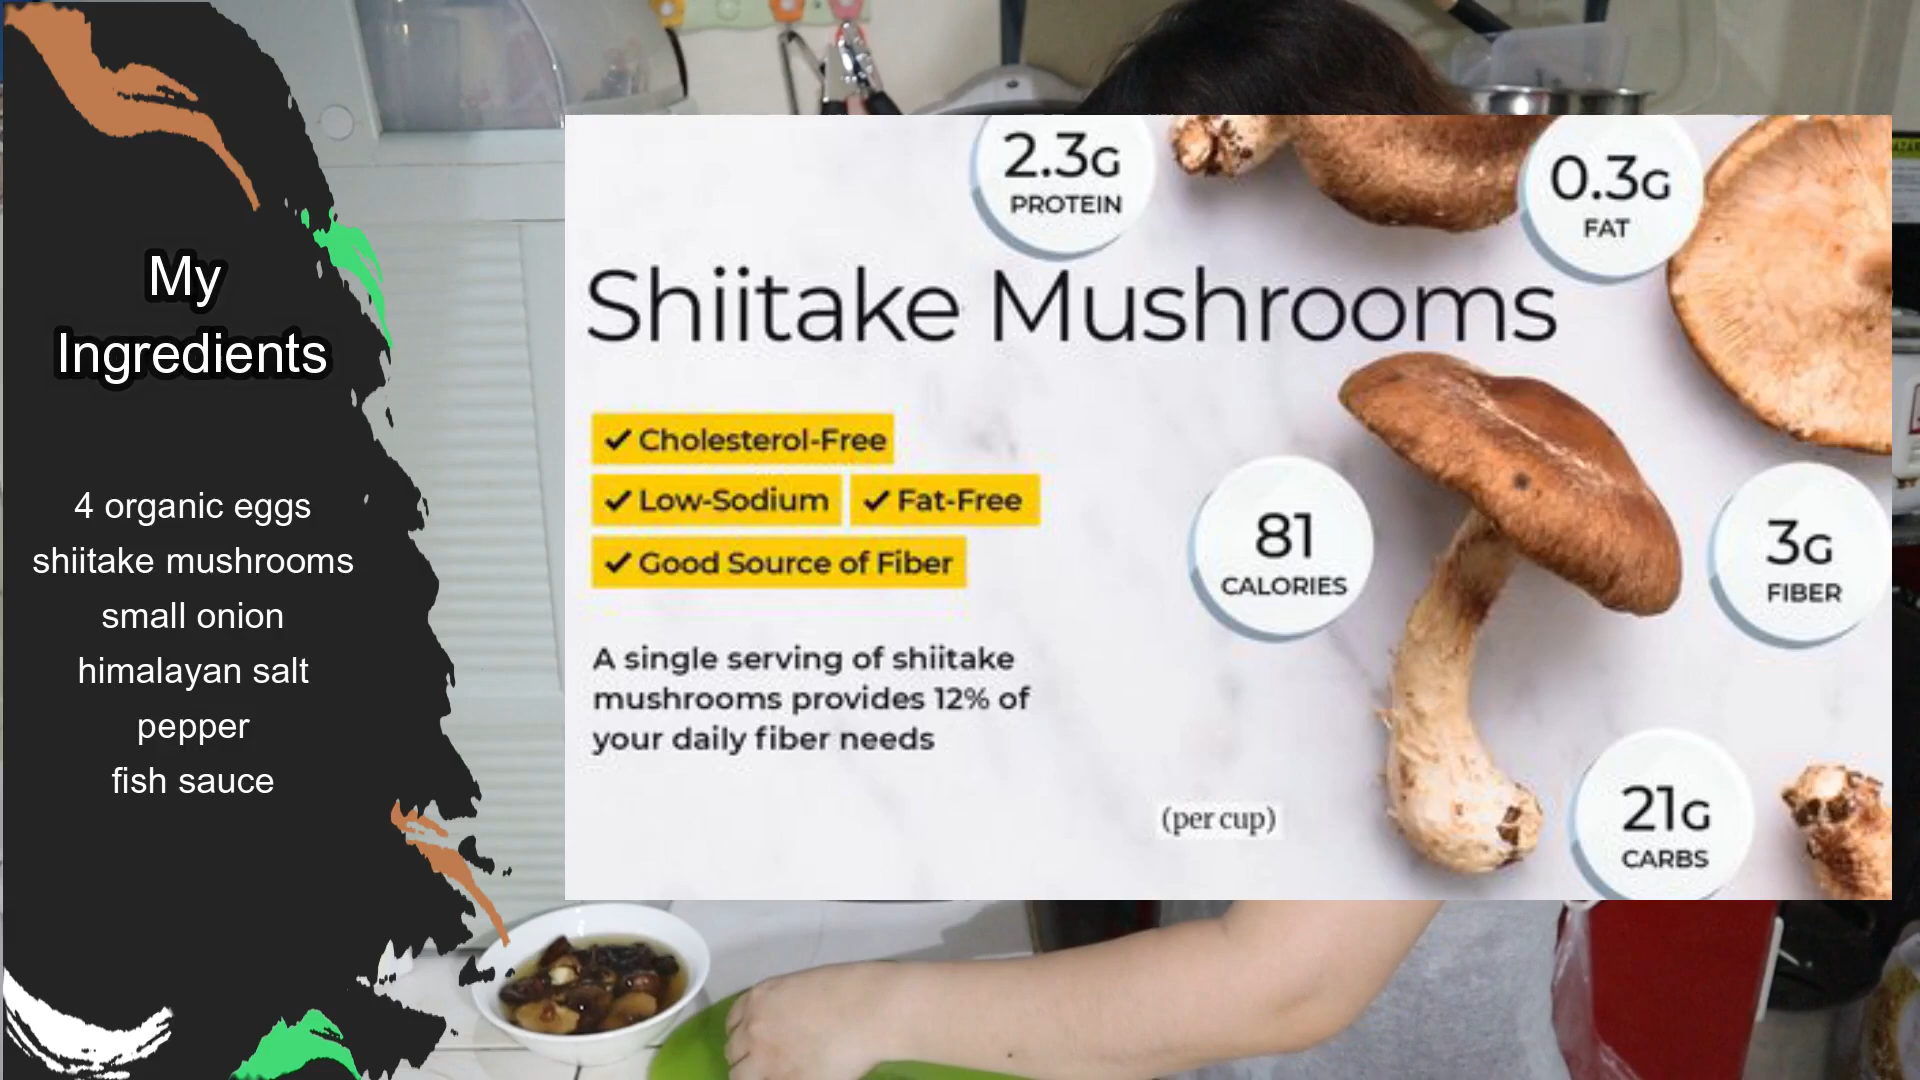 My
Ingredients
4 organic eggs
shiitake mushrooms
small onion
himalayan salt
pepper
fish sauce
2.3G
PROTEIN
0.3G
FAT
Shiitake Mushrooms
✓ Cholesterol-Free
✓ Low-Sodium ✓ Fat-Free
✓ Good Source of Fiber
81
CALORIES
3G
FIBER
A single serving of shiitake
mushrooms provides 12% of
your daily fiber needs
(per cup)
21G
CARBS